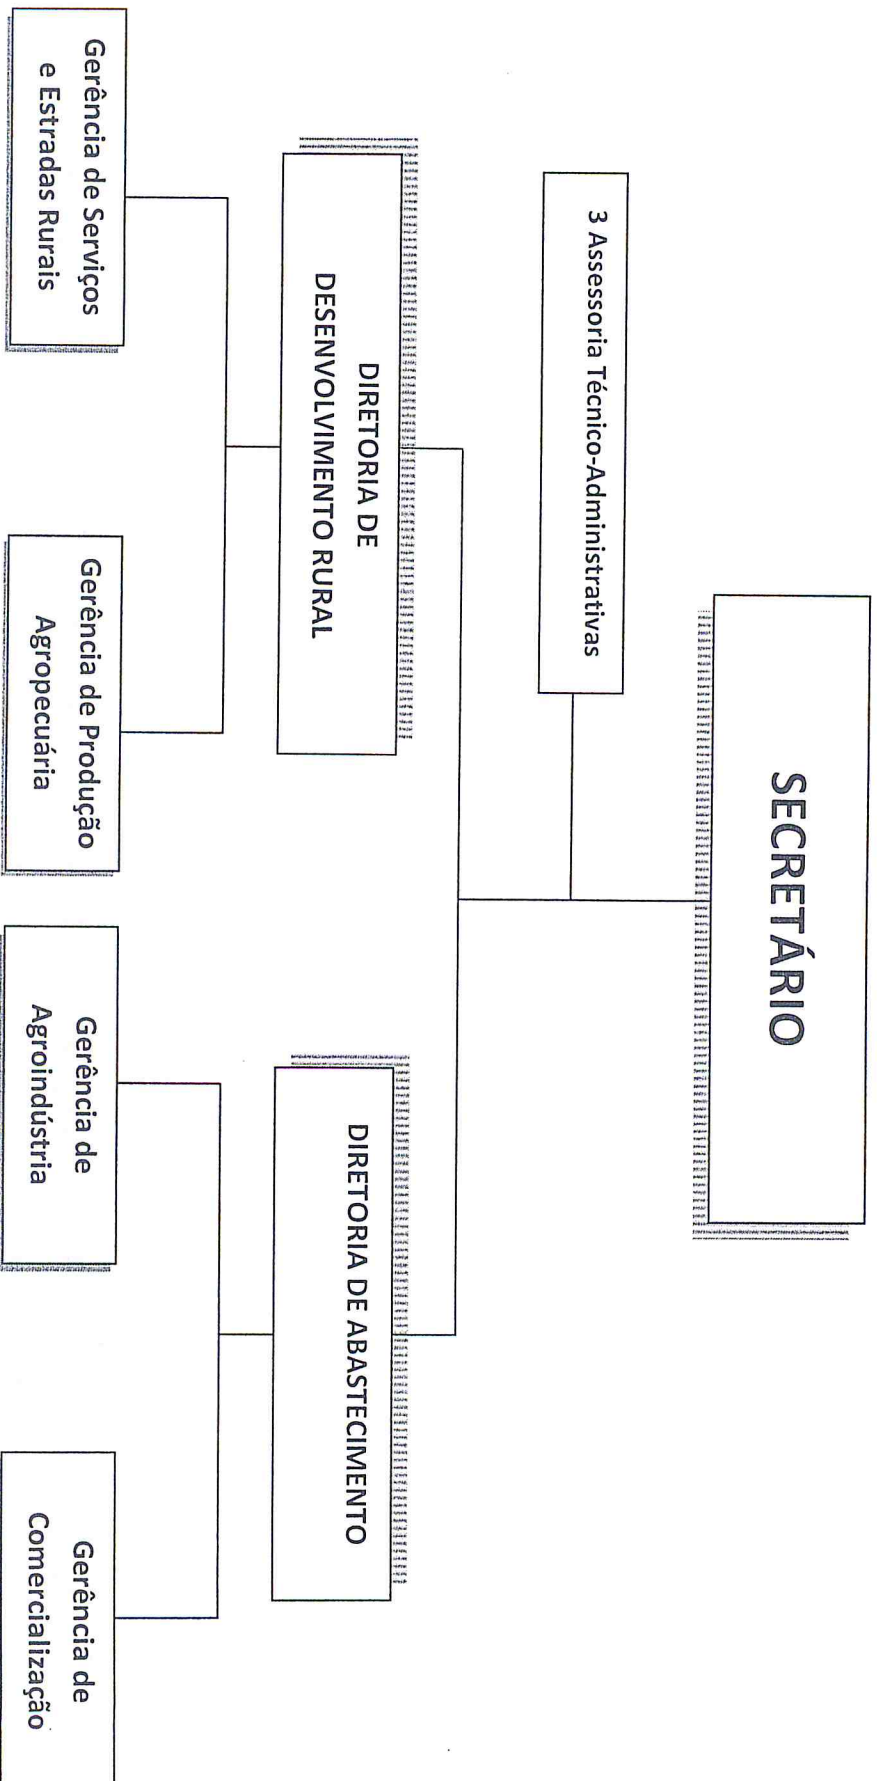 SECRETÁRIO
3 Assessoria Técnico-Administrativas
DIRETORIA DE
DESENVOLVIMENTO RURAL
DIRETORIA DE ABASTECIMENTO
Gerência de Serviços
e Estradas Rurais
Gerência de Produção
Agropecuária
Gerência de
Agroindústria
Gerência de
Comercialização